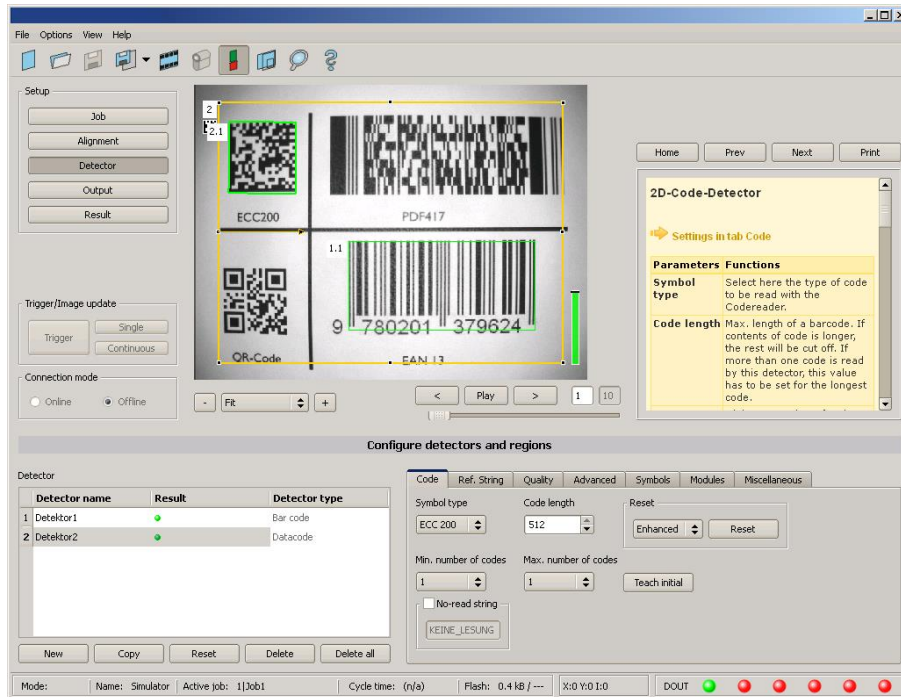 File Options View Help
Setup
Job
Alignment
Detector
Output
Result
Trigger/Image update
Trigger
Single
Continuous
Connection mode
Online Offline
2
2.1
ECC200
PDF417
1.1
QR-Code
9 780201 379624
EAN 13
- Fit +
< Play > 1 10
Home Prev Next Print
2D-Code-Detector
Settings in tab Code
Parameters Functions
Symbol type
Select here the type of code
to be read with the
Codereader.
Code length
Max. length of a barcode. If
contents of code is longer,
the rest will be cut off. If
more than one code is read
by this detector, this value
has to be set for the longest
code.
Configure detectors and regions
Detector
Detector name Result Detector type
1 Detektor1 Bar code
2 Detektor2 Datacode
New Copy Reset Delete Delete all
Code Ref. String Quality Advanced Symbols Modules Miscellaneous
Symbol type Code length Reset
ECC 200 512 Enhanced Reset
Min. number of codes Max. number of codes
1 1 Teach initial
No-read string
KEINE_LESUNG
Mode: Name: Simulator Active job: 1|Job1 Cycle time: (n/a) Flash: 0.4 kB / --- X:0 Y:0 I:0 DOUT